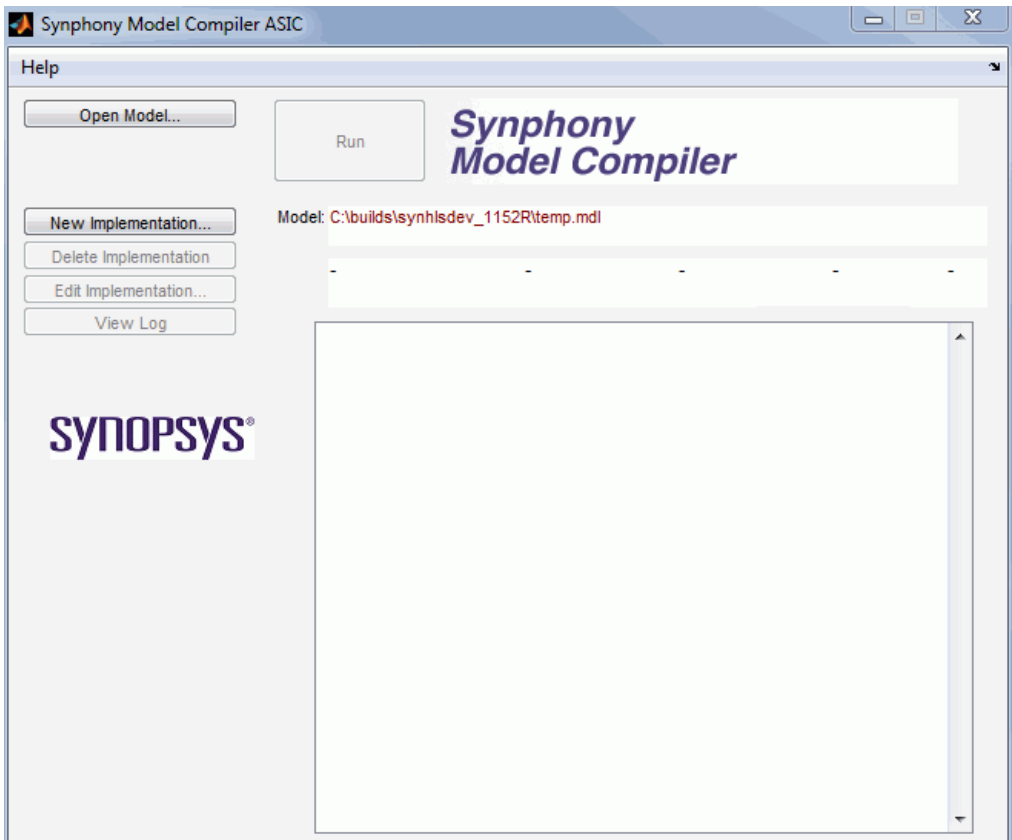 Synphony Model Compiler ASIC
Help
Open Model...
Run
Synphony
Model Compiler
New Implementation...
Model: C:\builds\synhlsdev_1152R\temp.mdl
Delete Implementation
- - - - -
Edit Implementation...
View Log
SYNOPSYS®